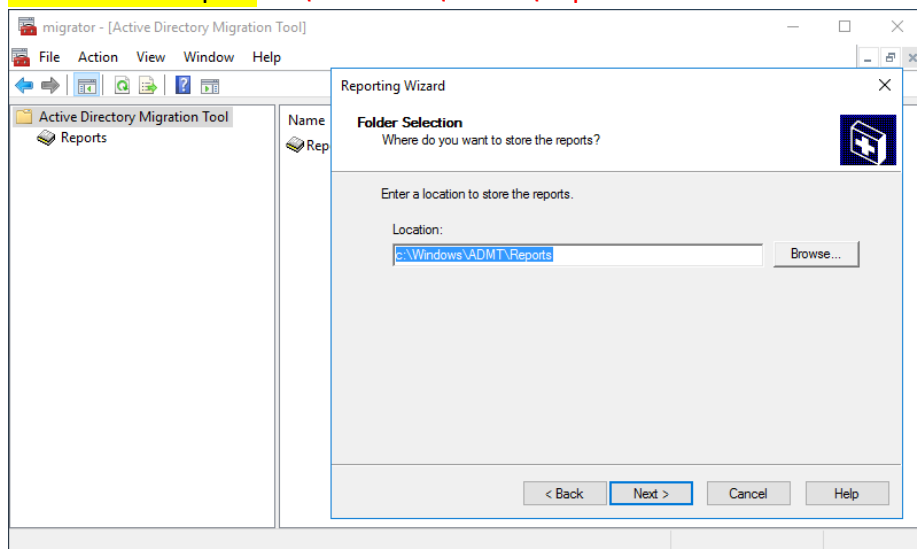 migrator - [Active Directory Migration Tool]
File Action View Window Help
Active Directory Migration Tool
Reports
Name
Rep
Reporting Wizard
Folder Selection
Where do you want to store the reports?
Enter a location to store the reports.
Location:
c:\Windows\ADMT\Reports
Browse...
< Back Next > Cancel Help